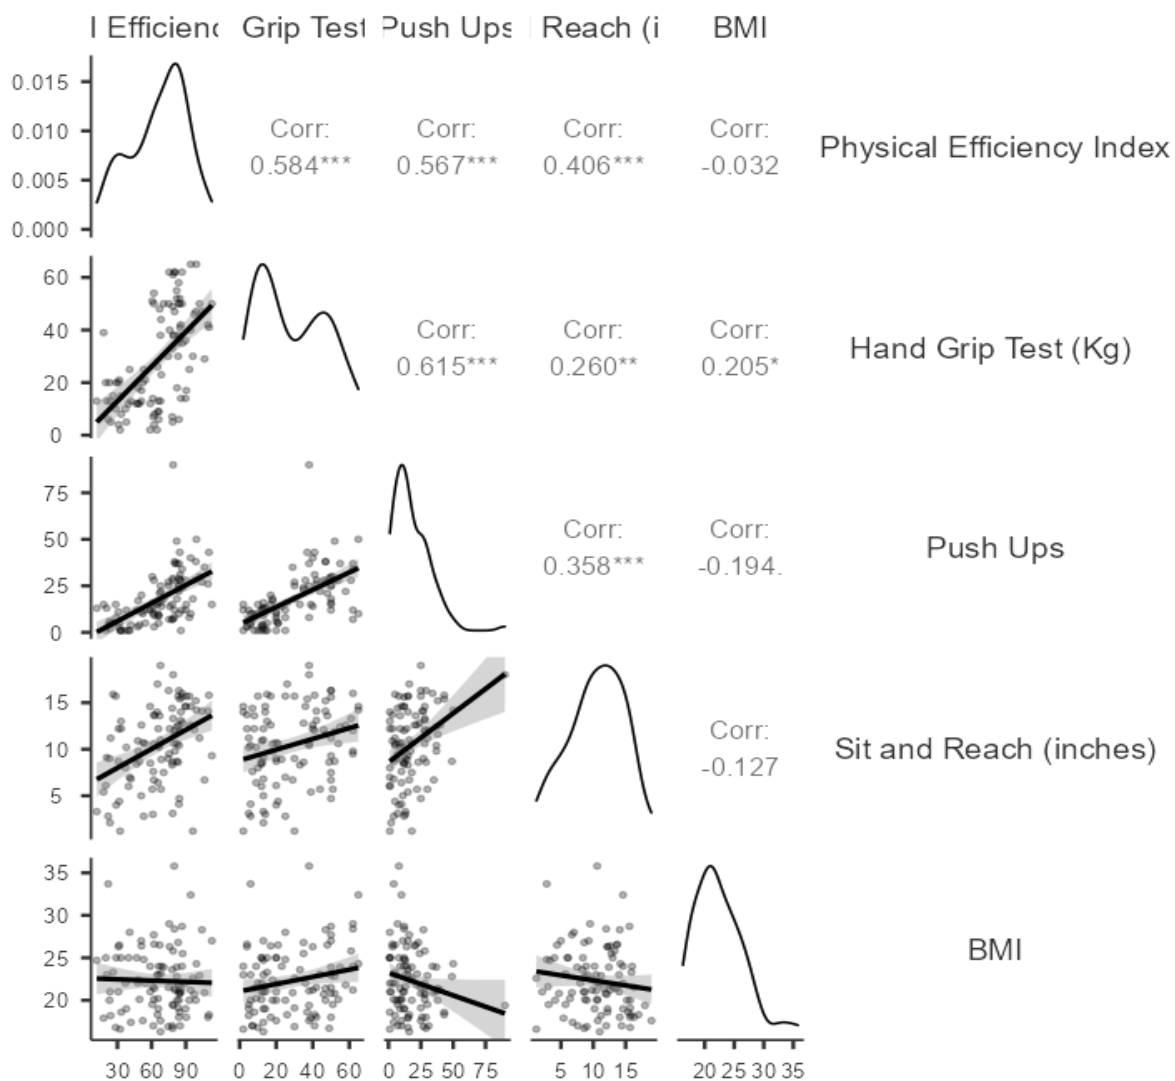 l Efficienc Grip Test Push Ups Reach (i BMI
0.015
0.010
0.005
0.000
Corr:
0.584***
Corr:
0.567***
Corr:
0.406***
Corr:
-0.032
Physical Efficiency Index
60
40
20
0
Corr:
0.615***
Corr:
0.260**
Corr:
0.205*
Hand Grip Test (Kg)
75
50
25
0
Corr:
0.358***
Corr:
-0.194.
Push Ups
15
10
5
Corr:
-0.127
Sit and Reach (inches)
35
30
25
20
BMI
30 60 90 0 20 40 60 0 25 50 75 5 10 15 20 25 30 35